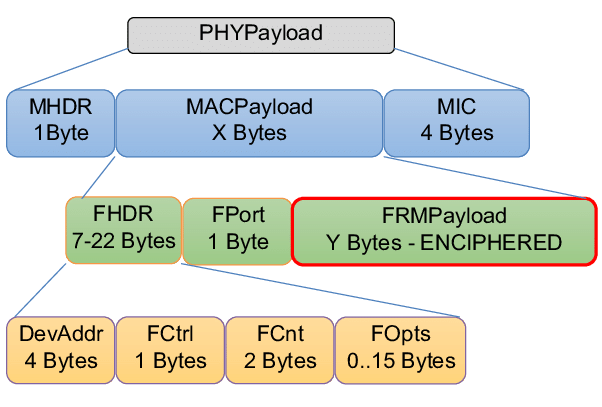 PHYPayload
MHDR
1Byte
MACPayload
X Bytes
MIC
4 Bytes
FHDR
7-22 Bytes
FPort
1 Byte
FRMPayload
Y Bytes - ENCIPHERED
DevAddr
4 Bytes
FCtrl
1 Bytes
FCnt
2 Bytes
FOpts
0..15 Bytes